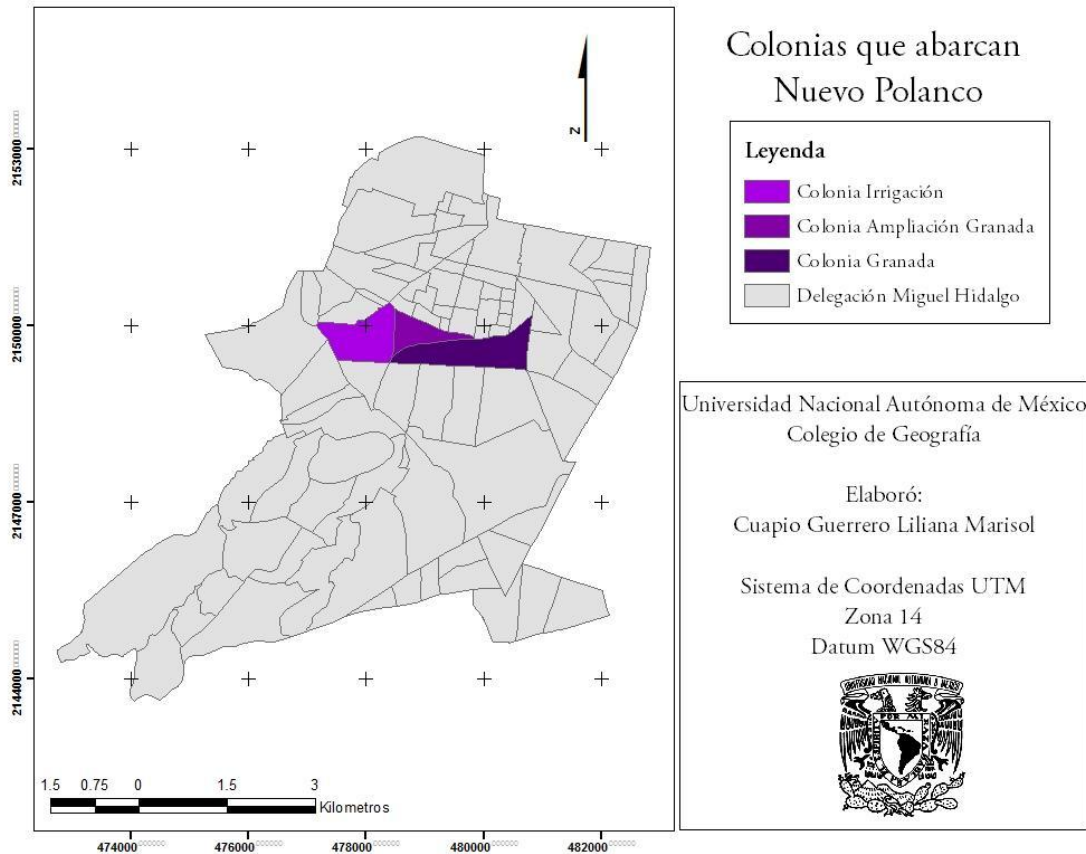 Colonias que abarcan
Nuevo Polanco
Leyenda
Colonia Irrigación
Colonia Ampliación Granada
Colonia Granada
Delegación Miguel Hidalgo
Universidad Nacional Autónoma de México
Colegio de Geografía
Elaboró:
Cuapio Guerrero Liliana Marisol
Sistema de Coordenadas UTM
Zona 14
Datum WGS84
N
2153000
2150000
2147000
2144000
1.5 0.75 0 1.5 3
Kilometros
474000 476000 478000 480000 482000